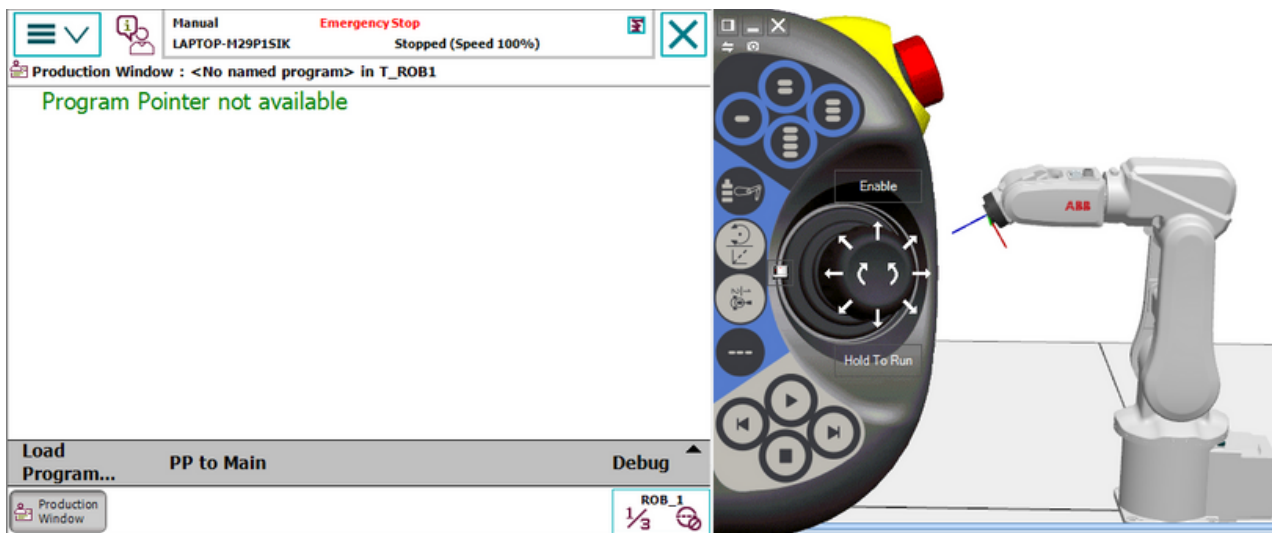 Manual Emergency Stop
LAPTOP-M29P1SIK Stopped (Speed 100%)
Production Window : <No named program> in T_ROB1
Program Pointer not available
Enable
ABB
Hold To Run
Load
Program...
PP to Main
Debug
Production
Window
ROB_1
1/3